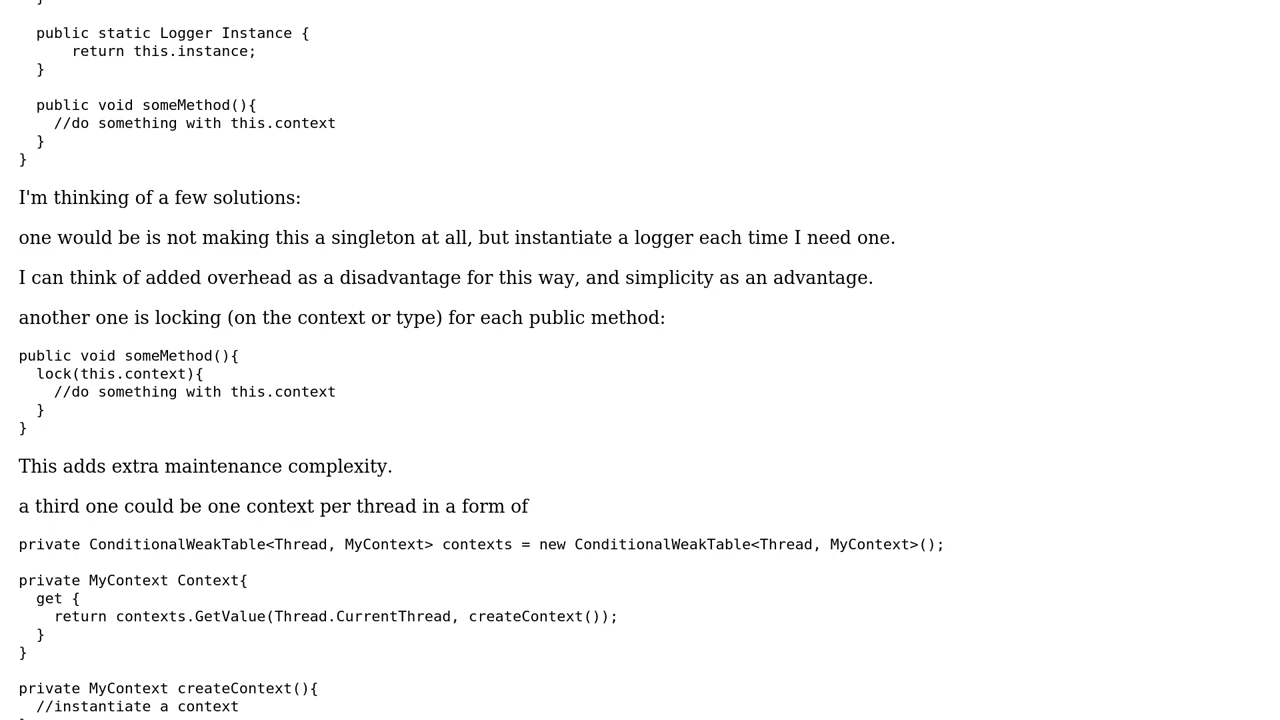 public static Logger Instance {
return this.instance;
}
public void someMethod(){
//do something with this.context
}
}
I'm thinking of a few solutions:
one would be is not making this a singleton at all, but instantiate a logger each time I need one.
I can think of added overhead as a disadvantage for this way, and simplicity as an advantage.
another one is locking (on the context or type) for each public method:
public void someMethod(){
lock(this.context){
//do something with this.context
}
}
This adds extra maintenance complexity.
a third one could be one context per thread in a form of
private ConditionalWeakTable<Thread, MyContext> contexts = new ConditionalWeakTable<Thread, MyContext>();
private MyContext Context{
get {
return contexts.GetValue(Thread.CurrentThread, createContext());
}
}
private MyContext createContext(){
//instantiate a context